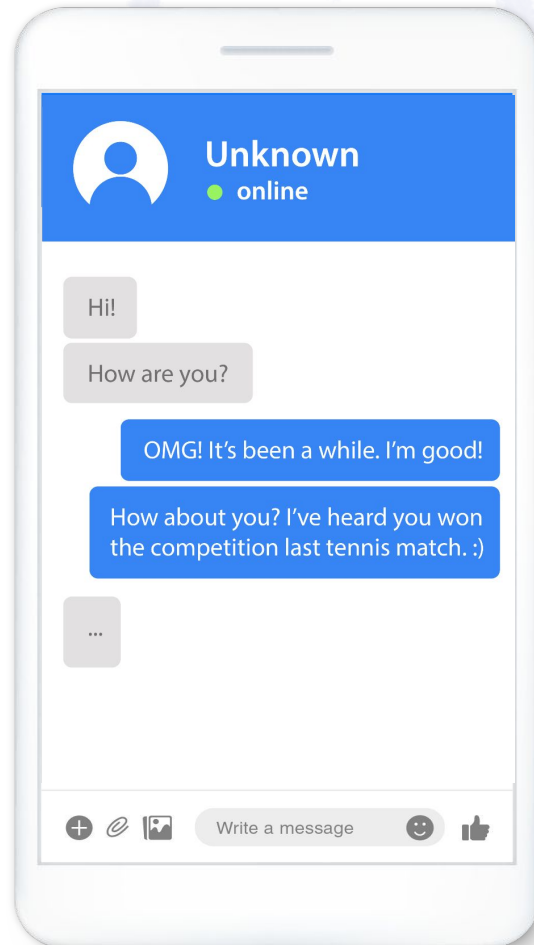 Unknown
online
Hi!
How are you?
OMG! It’s been a while. I’m good!
How about you? I’ve heard you won
the competition last tennis match. :)
...
Write a message